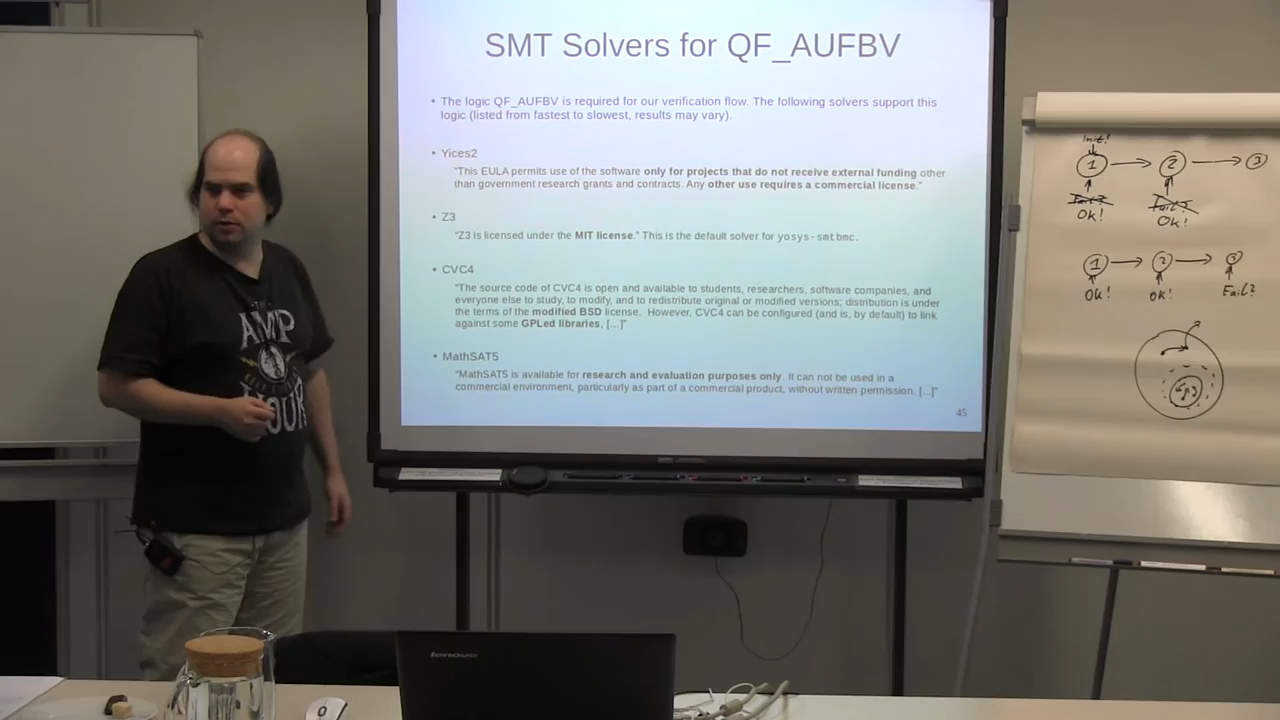 SMT Solvers for QF_AUFBV
• The logic QF_AUFBV is required for our verification flow. The following solvers support this
logic (listed from fastest to slowest, results may vary).
• Yices2
"This EULA permits use of the software only for projects that do not receive external funding other
than government research grants and contracts. Any other use requires a commercial license."
• Z3
"Z3 is licensed under the MIT license." This is the default solver for yosys-smtbmc.
• CVC4
"The source code of CVC4 is open and available to students, researchers, software companies, and
everyone else to study, to modify, and to redistribute original or modified versions; distribution is under
the terms of the modified BSD license. However, CVC4 can be configured (and is, by default) to link
against some GPLed libraries, [...]"
• MathSAT5
"MathSAT5 is available for research and evaluation purposes only. It can not be used in a
commercial environment, particularly as part of a commercial product, without written permission. [...]"
45
Init!
1 2 3
Ok! Ok!
1 2 3
Ok! Ok! Fail?
THE
AMP
HOUR
lenovo